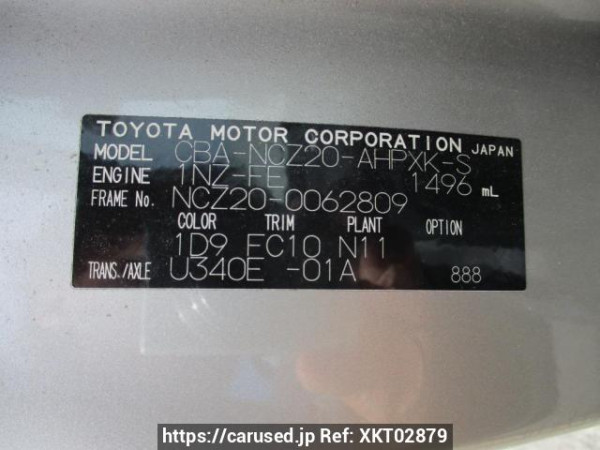 TOYOTA MOTOR CORPORATION JAPAN
MODEL CBA-NCZ20-AHPXK-S
ENGINE 1NZ-FE 1496 mL
FRAME No. NCZ20-0062809
COLOR TRIM PLANT OPTION
1D9 FC10 N11
TRANS./AXLE U340E -01A 888
https://carused.jp Ref: XKT02879